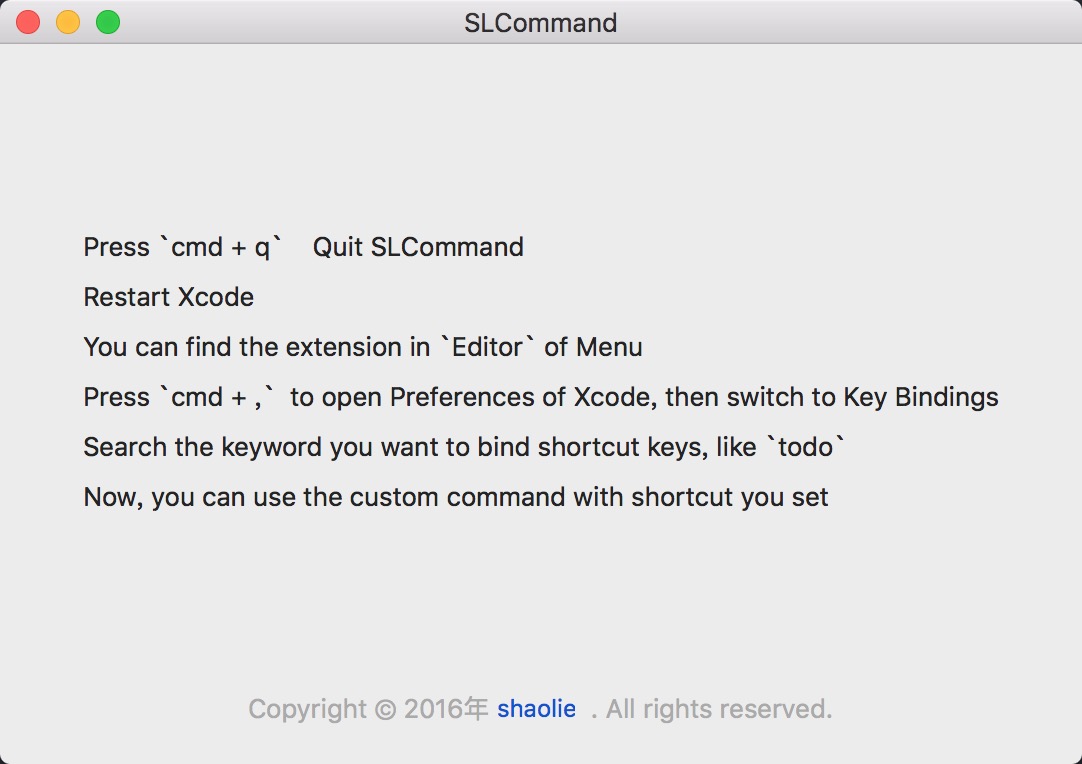 SLCommand
Press `cmd + q`    Quit SLCommand
Restart Xcode
You can find the extension in `Editor` of Menu
Press `cmd + ,`  to open Preferences of Xcode, then switch to Key Bindings
Search the keyword you want to bind shortcut keys, like `todo`
Now, you can use the custom command with shortcut you set
Copyright © 2016年 shaolie  . All rights reserved.